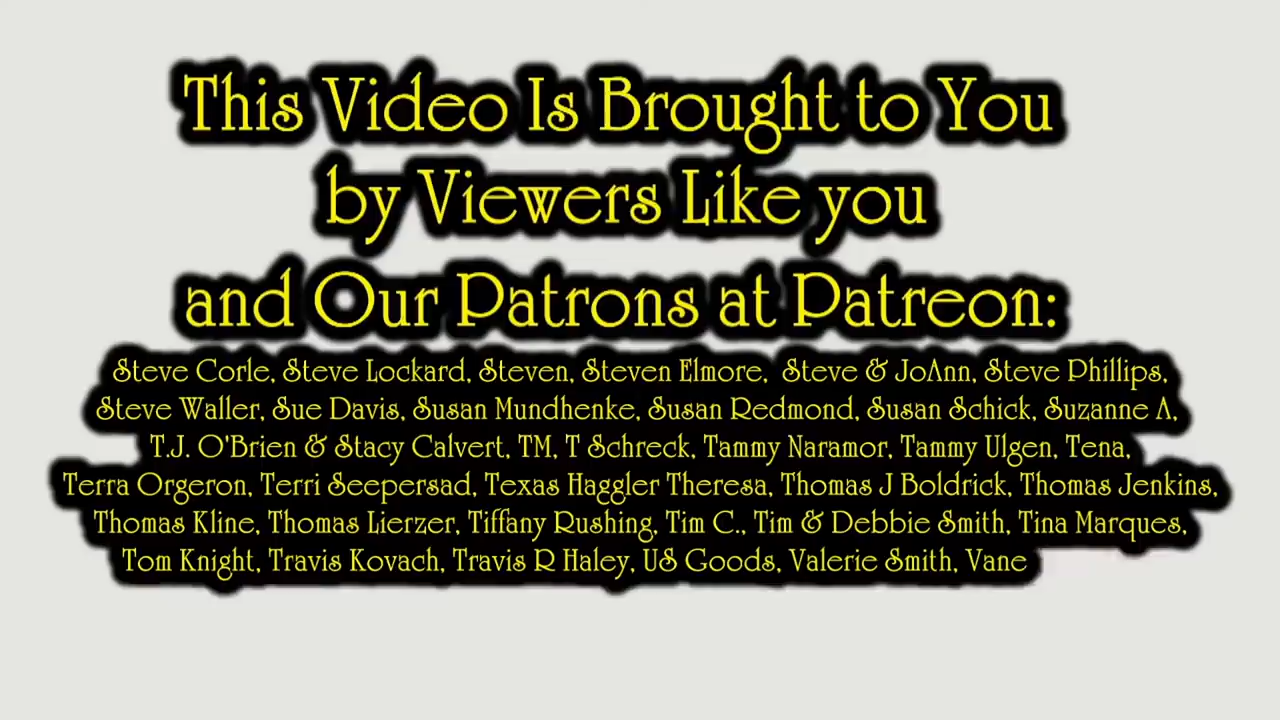 This Video Is Brought to You
by Viewers Like you
and Our Patrons at Patreon:
Steve Corle, Steve Lockard, Steven, Steven Elmore, Steve & JoAnn, Steve Phillips,
Steve Waller, Sue Davis, Susan Mundhenke, Susan Redmond, Susan Schick, Suzanne A,
T.J. O'Brien & Stacy Calvert, TM, T Schreck, Tammy Naramor, Tammy Ulgen, Tena,
Terra Orgeron, Terri Seepersad, Texas Haggler Theresa, Thomas J Boldrick, Thomas Jenkins,
Thomas Kline, Thomas Lierzer, Tiffany Rushing, Tim C., Tim & Debbie Smith, Tina Marques,
Tom Knight, Travis Kovach, Travis R Haley, US Goods, Valerie Smith, Vane